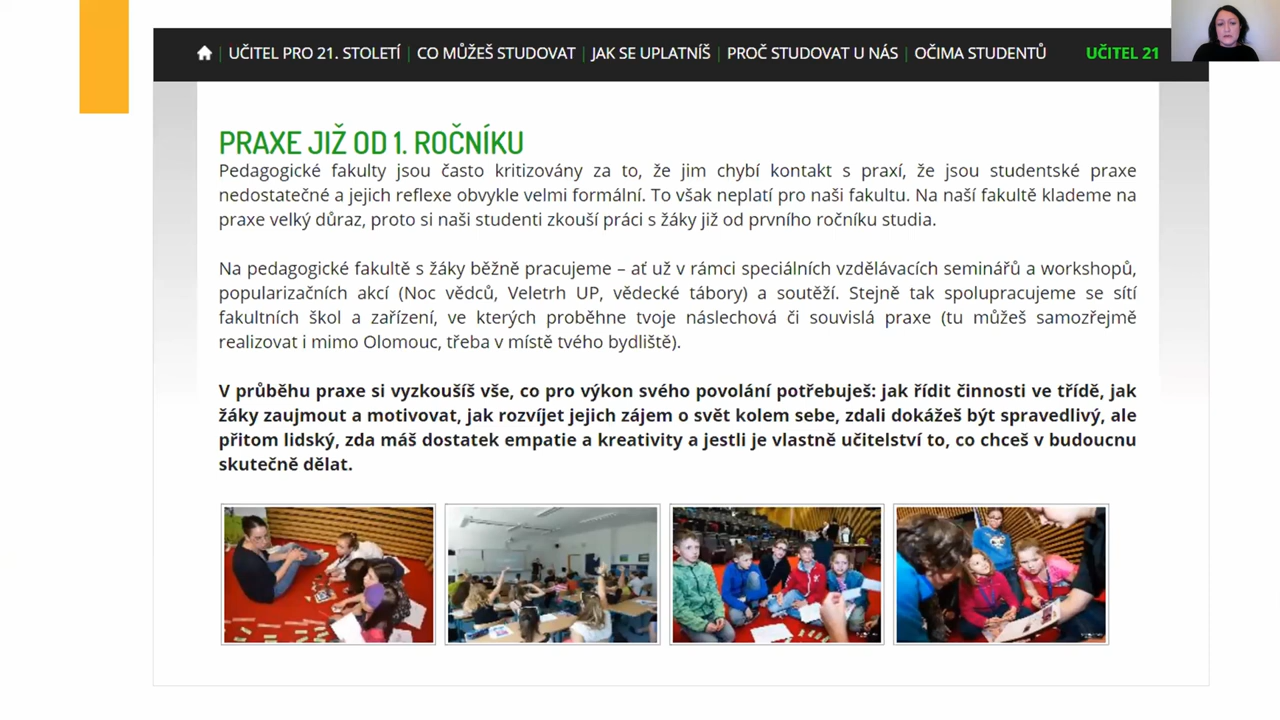 UČITEL PRO 21. STOLETÍ | CO MŮŽEŠ STUDOVAT | JAK SE UPLATNÍŠ | PROČ STUDOVAT U NÁS | OČIMA STUDENTŮ UČITEL 21
PRAXE JIŽ OD 1. ROČNÍKU
Pedagogické fakulty jsou často kritizovány za to, že jim chybí kontakt s praxí, že jsou studentské praxe
nedostatečné a jejich reflexe obvykle velmi formální. To však neplatí pro naši fakultu. Na naší fakultě klademe na
praxe velký důraz, proto si naši studenti zkouší práci s žáky již od prvního ročníku studia.
Na pedagogické fakultě s žáky běžně pracujeme – ať už v rámci speciálních vzdělávacích seminářů a workshopů,
popularizačních akcí (Noc vědců, Veletrh UP, vědecké tábory) a soutěží. Stejně tak spolupracujeme se sítí
fakultních škol a zařízení, ve kterých proběhne tvoje náslechová či souvislá praxe (tu můžeš samozřejmě
realizovat i mimo Olomouc, třeba v místě tvého bydliště).
V průběhu praxe si vyzkoušíš vše, co pro výkon svého povolání potřebuješ: jak řídit činnosti ve třídě, jak
žáky zaujmout a motivovat, jak rozvíjet jejich zájem o svět kolem sebe, zdali dokážeš být spravedlivý, ale
přitom lidský, zda máš dostatek empatie a kreativity a jestli je vlastně učitelství to, co chceš v budoucnu
skutečně dělat.